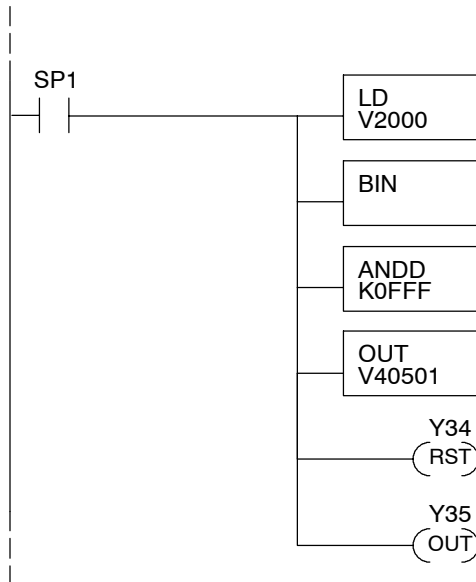 SP1
LD
V2000
BIN
ANDD
K0FFF
OUT
V40501
Y34
RST
Y35
OUT